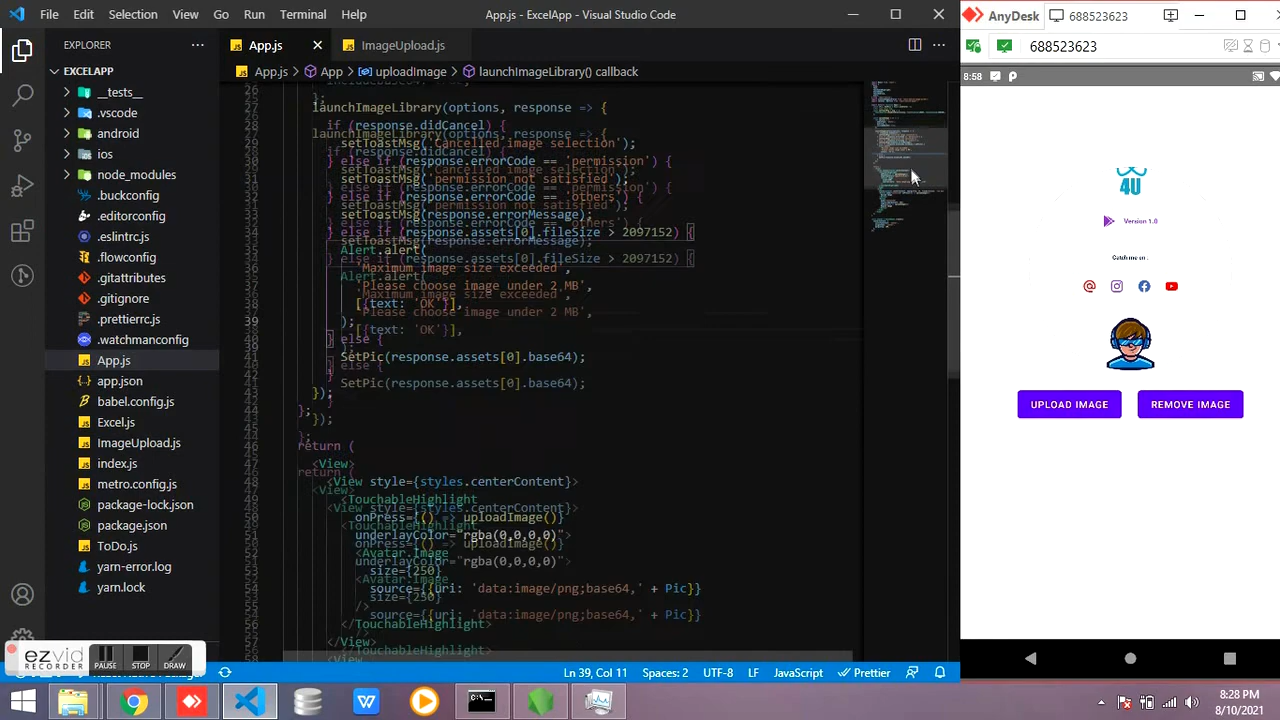 File Edit Selection View Go Run Terminal Help
App.js - ExcelApp - Visual Studio Code
AnyDesk
688523623
688523623
EXPLORER
EXCELAPP
__tests__
.vscode
android
ios
node_modules
.buckconfig
.editorconfig
.eslintrc.js
.flowconfig
.gitattributes
.gitignore
.prettierrc.js
.watchmanconfig
App.js
app.json
babel.config.js
Excel.js
ImageUpload.js
index.js
metro.config.js
package-lock.json
package.json
ToDo.js
yarn-error.log
yarn.lock
App.js
ImageUpload.js
App.js > App > uploadImage > launchImageLibrary() callback
launchImageLibrary(options, response => {
if (response.didCancel) {
setToastMsg('Cancelled image selection');
} else if (response.errorCode == 'permission') {
setToastMsg('Permission not satisfied');
} else if (response.errorCode == 'others') {
setToastMsg(response.errorMessage);
} else if (response.assets[0].fileSize > 2097152) {
Alert.alert(
'Maximum image size exceeded',
'Please choose image under 2 MB',
[{text: 'OK'}],
);
} else {
SetPic(response.assets[0].base64);
}
});
};
return (
<View>
<View style={styles.centerContent}>
<TouchableHighlight
onPress={() => uploadImage()}
underlayColor="rgba(0,0,0,0)">
<Avatar.Image
size={250}
source={{uri: 'data:image/png;base64,' + Pic}}
/>
</TouchableHighlight>
</View>
ezvid
RECORDER
PAUSE
STOP
DRAW
Ln 39, Col 11 Spaces: 2 UTF-8 LF JavaScript Prettier
8:58
4U
Version 1.0
Catch me on :
UPLOAD IMAGE
REMOVE IMAGE
8:28 PM
8/10/2021